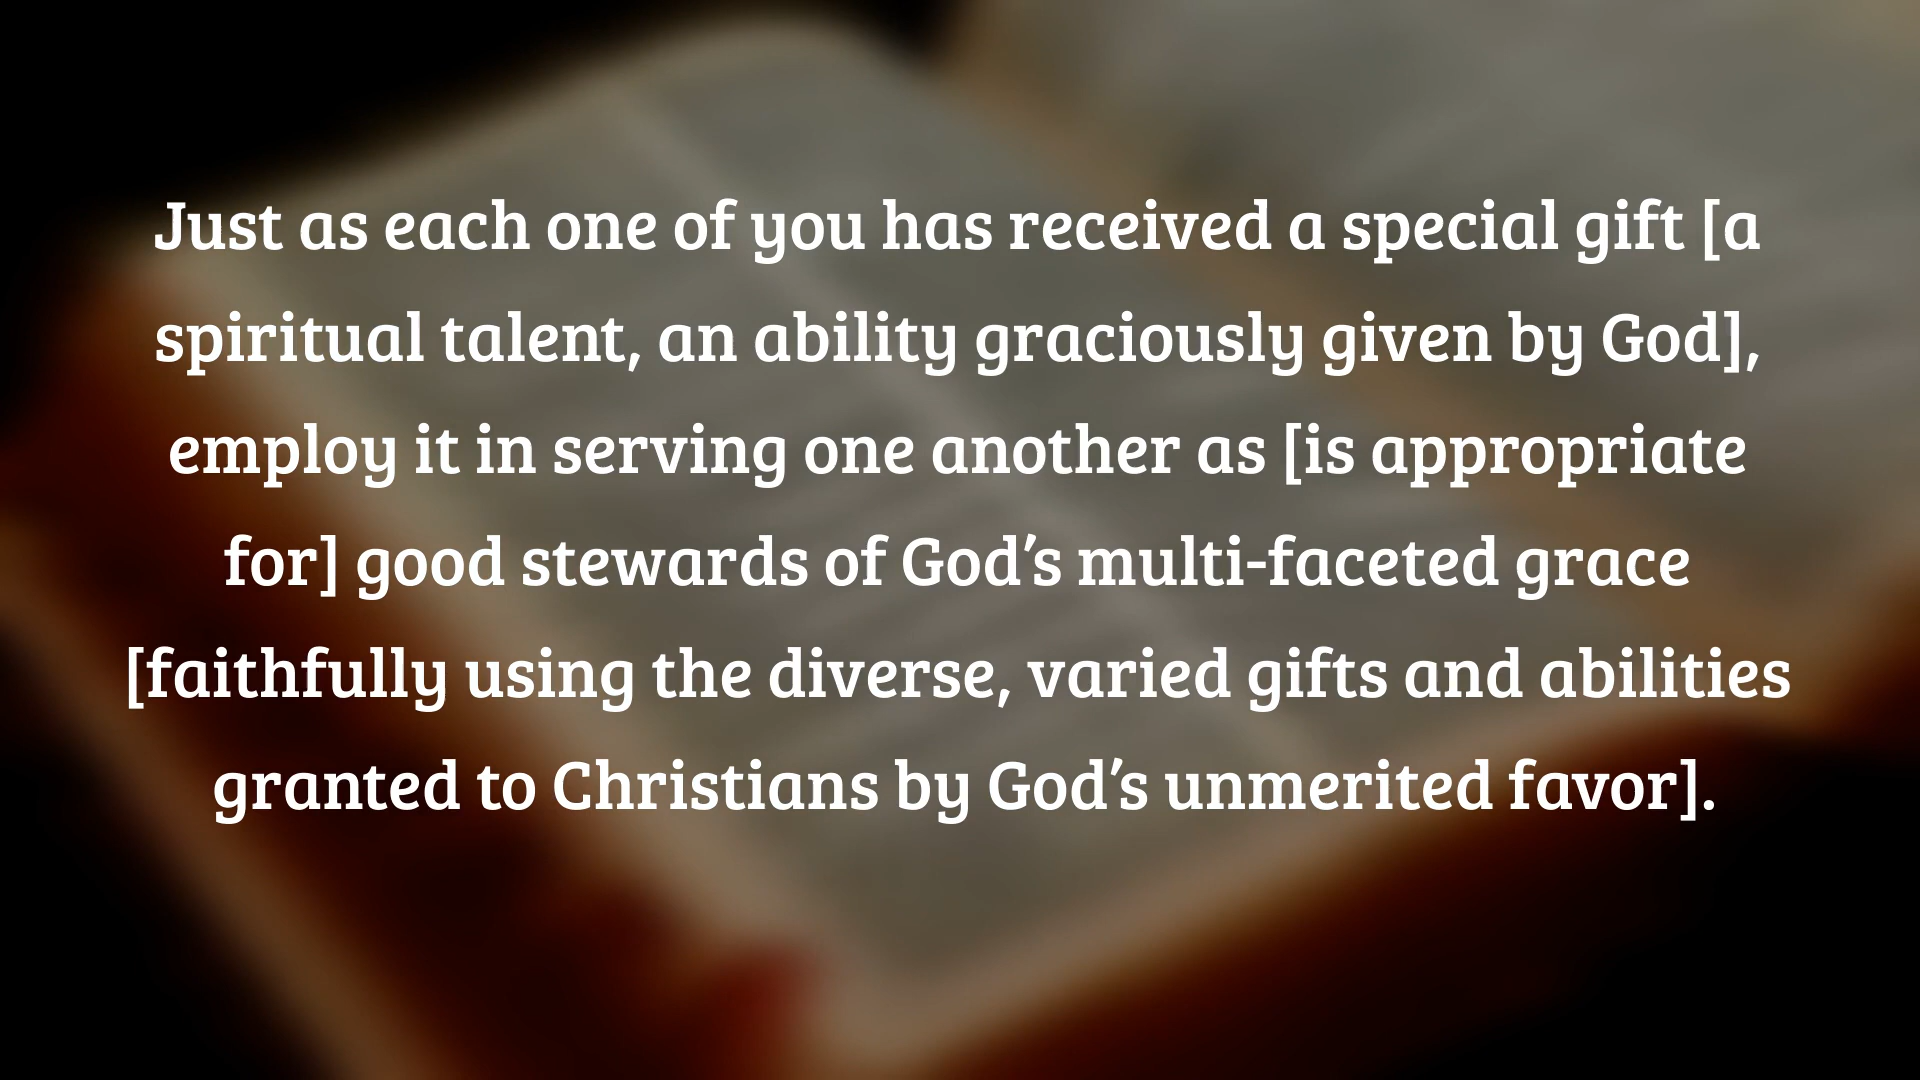 Just as each one of you has received a special gift [a
spiritual talent, an ability graciously given by God],
employ it in serving one another as [is appropriate
for] good stewards of God’s multi-faceted grace
[faithfully using the diverse, varied gifts and abilities
granted to Christians by God’s unmerited favor].